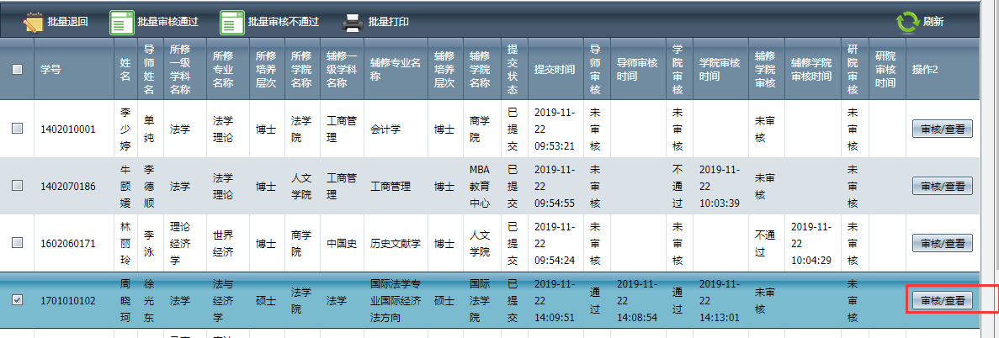 批量退回 批量审核通过 批量审核不通过 批量打印 刷新
学号 姓名 导师姓名 所修一级学科名称 所修专业名称 所修培养层次 所修学院名称 辅修一级学科名称 辅修专业名称 辅修培养层次 辅修学院名称 提交状态 提交时间 导师审核 导师审核时间 学院审核 学院审核时间 辅修学院审核 辅修学院审核时间 研院审核 研院审核时间 操作2
1402010001 李少婷 单纯 法学 法学理论 博士 法学院 工商管理 会计学 博士 商学院 已提交 2019-11-22 09:53:21 未审核 未审核 未审核 未审核 审核/查看
1402070186 牛颐媛 李德顺 法学 法学理论 博士 人文学院 工商管理 工商管理 博士 MBA教育中心 已提交 2019-11-22 09:54:55 未审核 不通过 2019-11-22 10:03:39 未审核 未审核 审核/查看
1602060171 林丽玲 李泳 理论经济学 世界经济 博士 商学院 中国史 历史文献学 博士 人文学院 已提交 2019-11-22 09:54:24 未审核 未审核 不通过 2019-11-22 10:04:29 未审核 审核/查看
1701010102 周晓珂 徐光东 法学 法与经济学 硕士 法学院 法学 国际法学专业国际经济法方向 硕士 国际法学院 已提交 2019-11-22 14:09:51 通过 2019-11-22 14:08:54 通过 2019-11-22 14:13:01 未审核 未审核 审核/查看